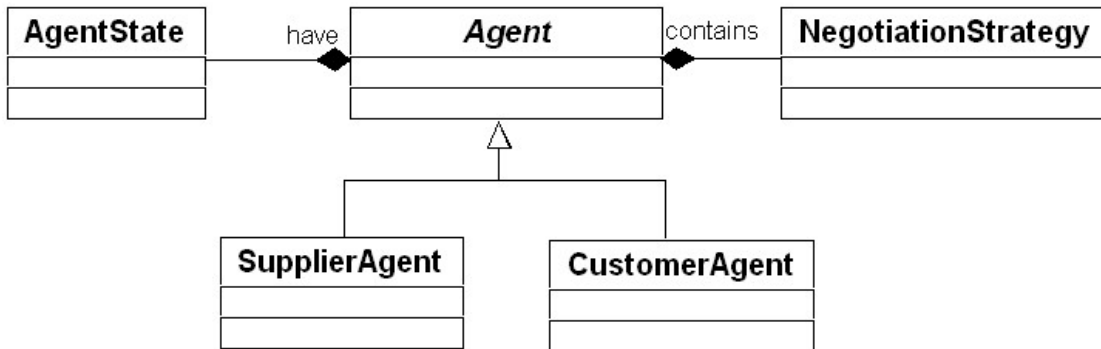 AgentState
have
Agent
contains
NegotiationStrategy
SupplierAgent
CustomerAgent